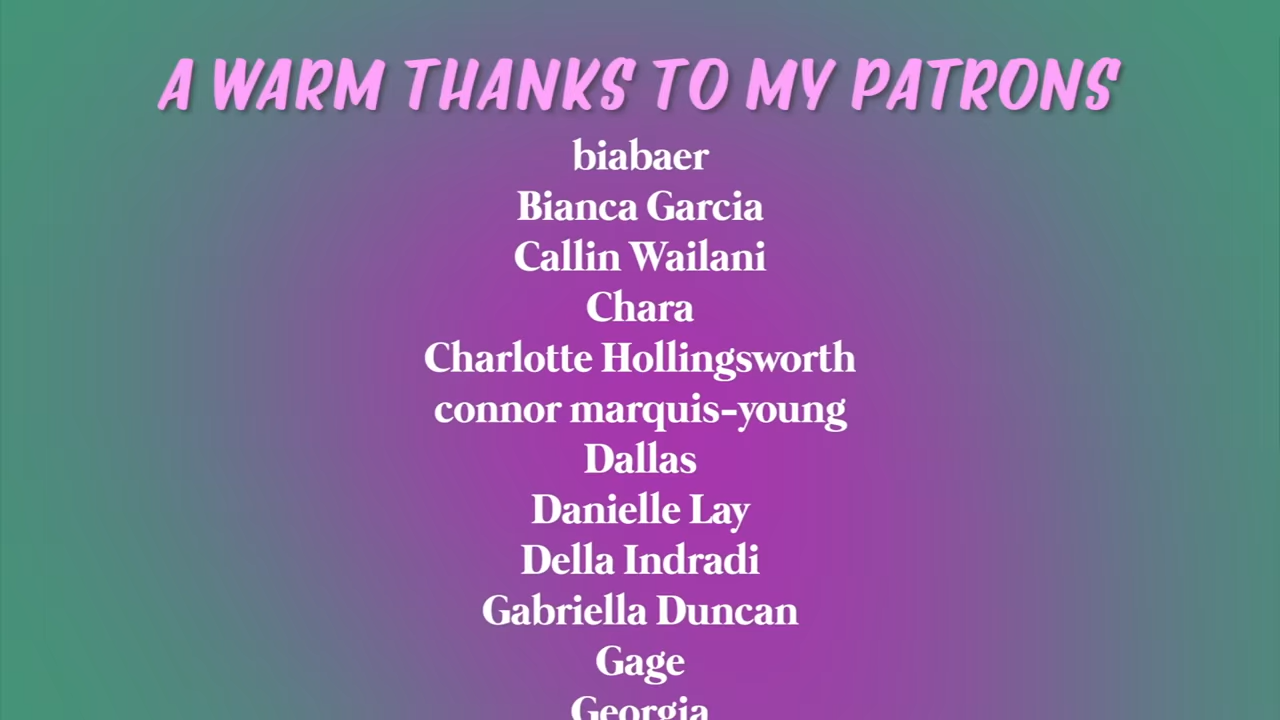 A WARM THANKS TO MY PATRONS
biabaer
Bianca Garcia
Callin Wailani
Chara
Charlotte Hollingsworth
connor marquis-young
Dallas
Danielle Lay
Della Indradi
Gabriella Duncan
Gage
Georgia